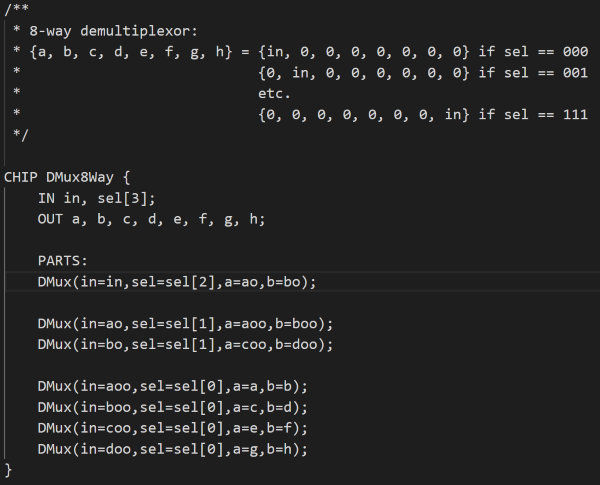 /**
 * 8-way demultiplexor:
 * {a, b, c, d, e, f, g, h} = {in, 0, 0, 0, 0, 0, 0, 0} if sel == 000
 *                            {0, in, 0, 0, 0, 0, 0, 0} if sel == 001
 *                            etc.
 *                            {0, 0, 0, 0, 0, 0, 0, in} if sel == 111
 */
CHIP DMux8Way {
    IN in, sel[3];
    OUT a, b, c, d, e, f, g, h;
    PARTS:
    DMux(in=in,sel=sel[2],a=ao,b=bo);
    DMux(in=ao,sel=sel[1],a=aoo,b=boo);
    DMux(in=bo,sel=sel[1],a=coo,b=doo);
    DMux(in=aoo,sel=sel[0],a=a,b=b);
    DMux(in=boo,sel=sel[0],a=c,b=d);
    DMux(in=coo,sel=sel[0],a=e,b=f);
    DMux(in=doo,sel=sel[0],a=g,b=h);
}